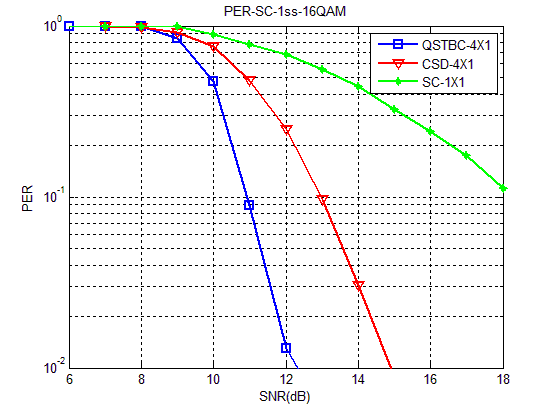 PER-SC-1ss-16QAM
QSTBC-4X1
CSD-4X1
SC-1X1
PER
10^0
10^-1
10^-2
6 8 10 12 14 16 18
SNR(dB)